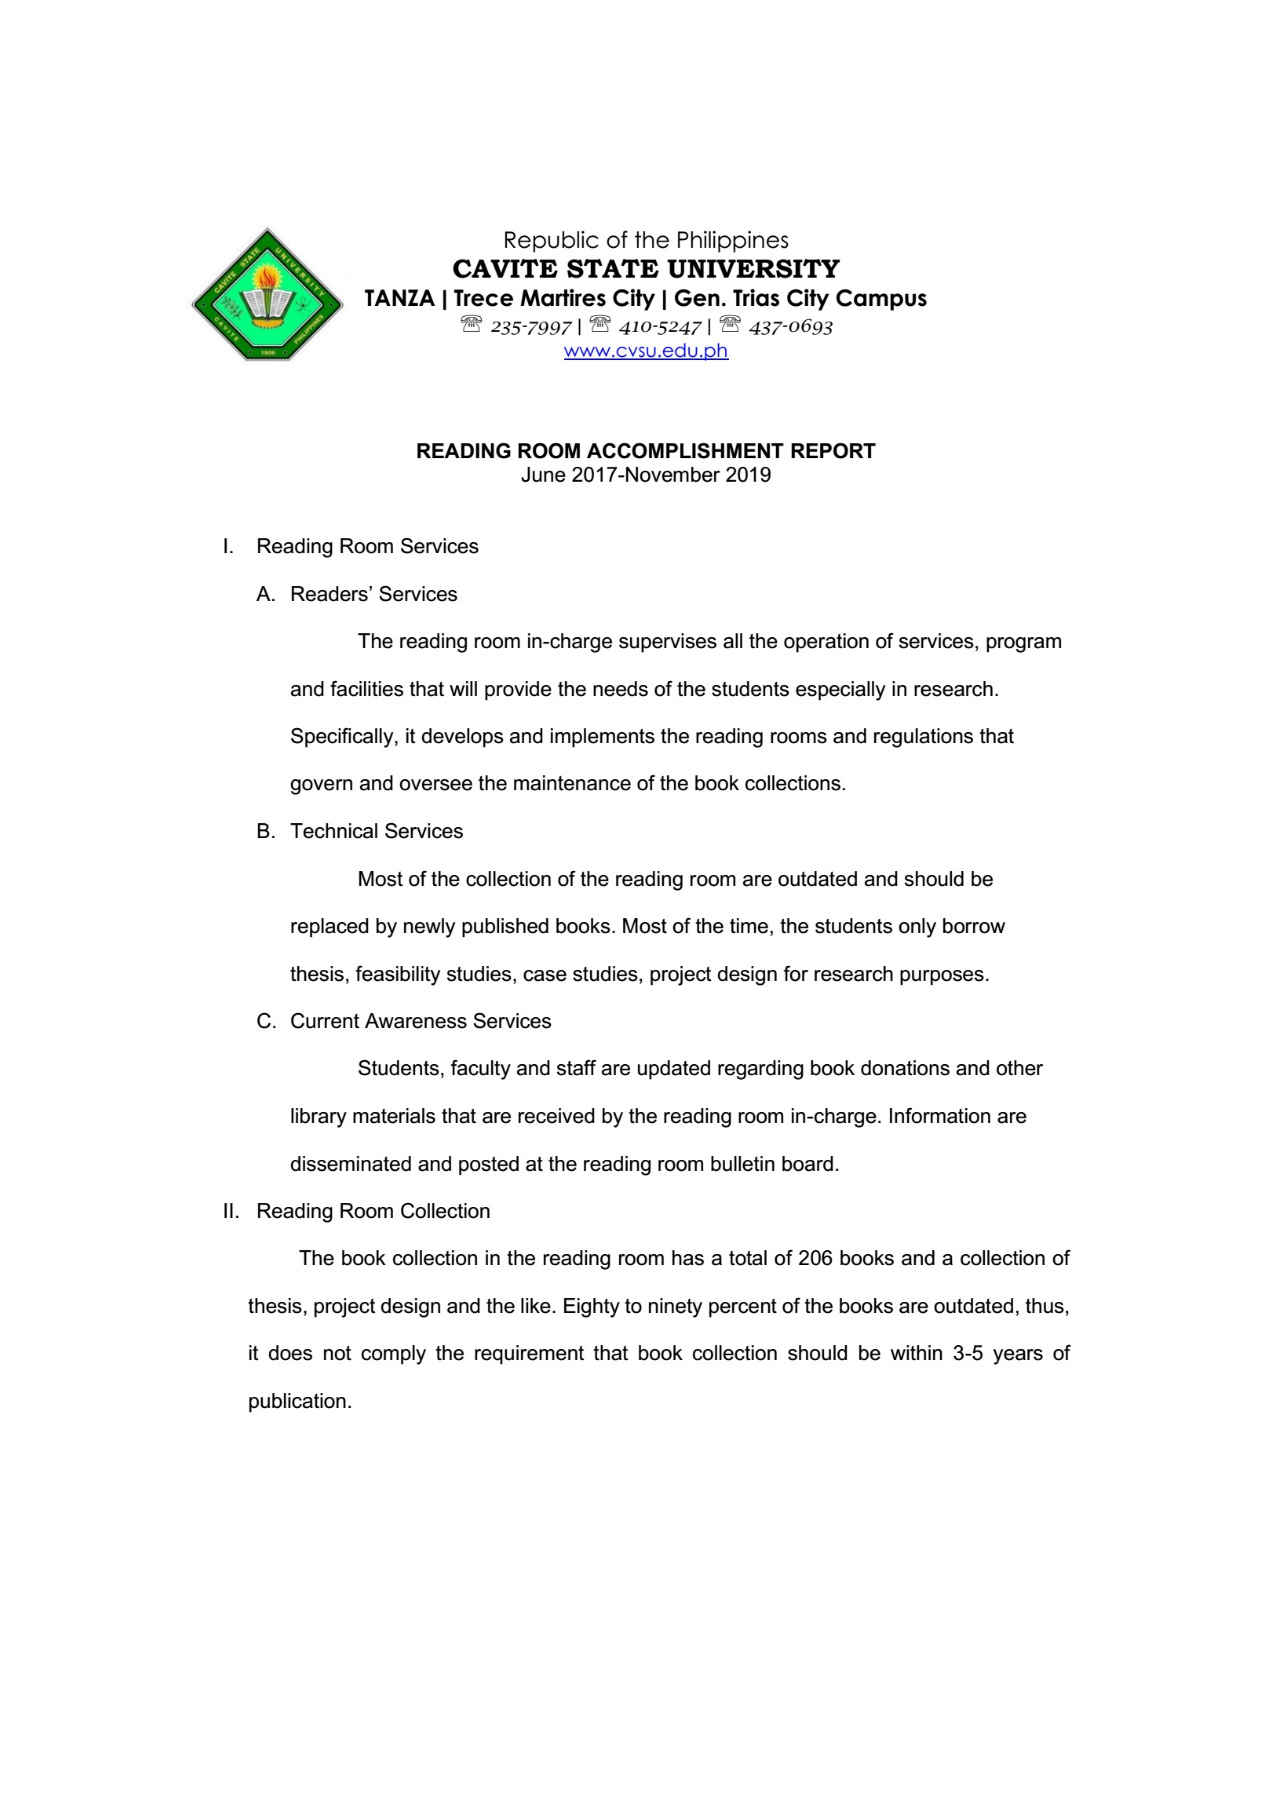 Republic of the Philippines
CAVITE STATE UNIVERSITY
TANZA | Trece Martires City | Gen. Trias City Campus
☏ 235-7997 | ☏ 410-5247 | ☏ 437-0693
www.cvsu.edu.ph
CAVITE STATE UNIVERSITY
CAVITE 1906 PHILIPPINES
READING ROOM ACCOMPLISHMENT REPORT
June 2017-November 2019
I. Reading Room Services
A. Readers’ Services
The reading room in-charge supervises all the operation of services, program
and facilities that will provide the needs of the students especially in research.
Specifically, it develops and implements the reading rooms and regulations that
govern and oversee the maintenance of the book collections.
B. Technical Services
Most of the collection of the reading room are outdated and should be
replaced by newly published books. Most of the time, the students only borrow
thesis, feasibility studies, case studies, project design for research purposes.
C. Current Awareness Services
Students, faculty and staff are updated regarding book donations and other
library materials that are received by the reading room in-charge. Information are
disseminated and posted at the reading room bulletin board.
II. Reading Room Collection
The book collection in the reading room has a total of 206 books and a collection of
thesis, project design and the like. Eighty to ninety percent of the books are outdated, thus,
it does not comply the requirement that book collection should be within 3-5 years of
publication.